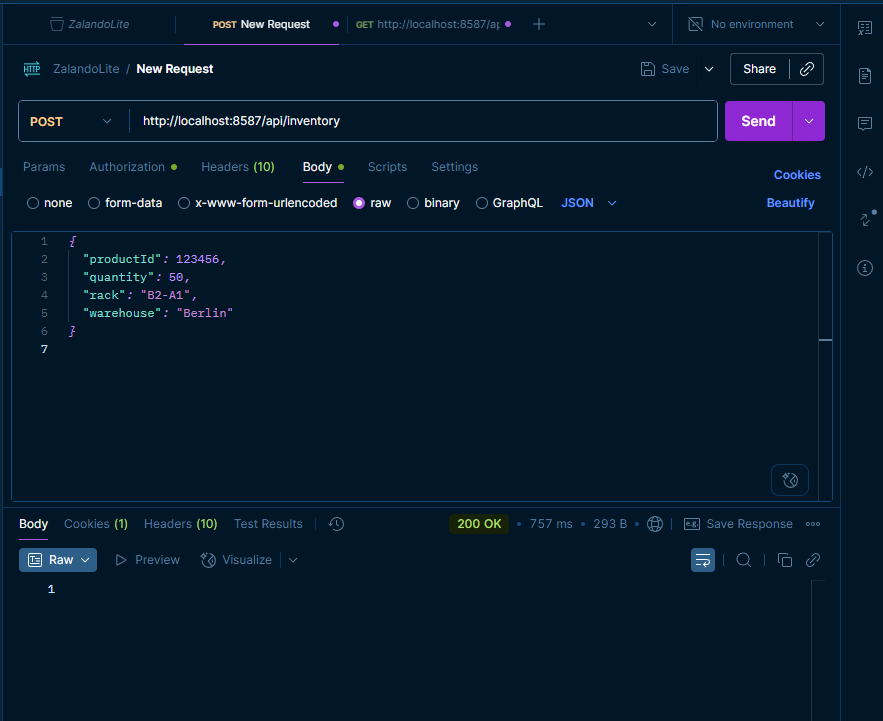 ZalandoLite
POST New Request
GET http://localhost:8587/ap
No environment
HTTP ZalandoLite / New Request
Save
Share
POST
http://localhost:8587/api/inventory
Send
Params Authorization Headers (10) Body Scripts Settings
Cookies
none form-data x-www-form-urlencoded raw binary GraphQL JSON
Beautify
1 {
2 "productId": 123456,
3 "quantity": 50,
4 "rack": "B2-A1",
5 "warehouse": "Berlin"
6 }
7
Body Cookies (1) Headers (10) Test Results
200 OK • 757 ms • 293 B •
e.g. Save Response
Raw Preview Visualize
1